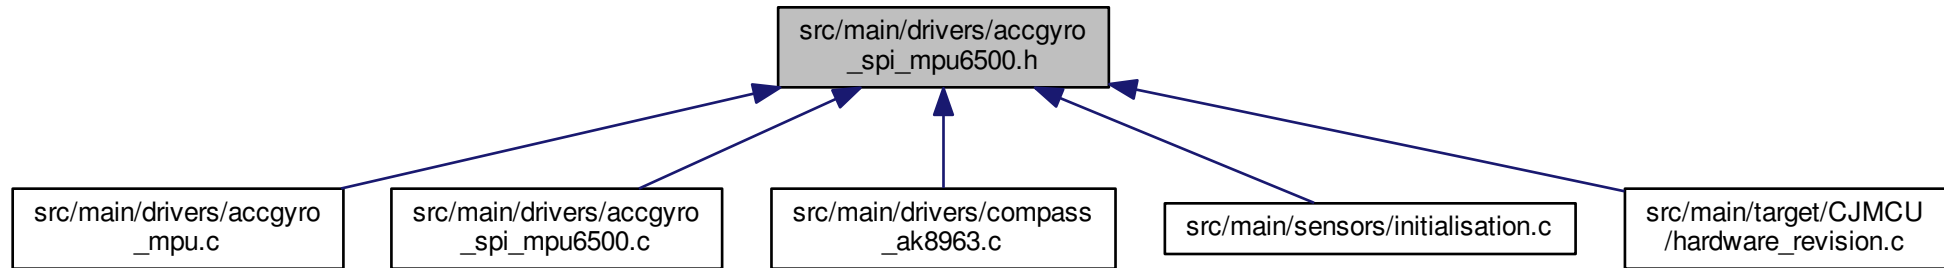 src/main/drivers/accgyro
_spi_mpu6500.h
src/main/drivers/accgyro
_mpu.c
src/main/drivers/accgyro
_spi_mpu6500.c
src/main/drivers/compass
_ak8963.c
src/main/sensors/initialisation.c
src/main/target/CJMCU
/hardware_revision.c